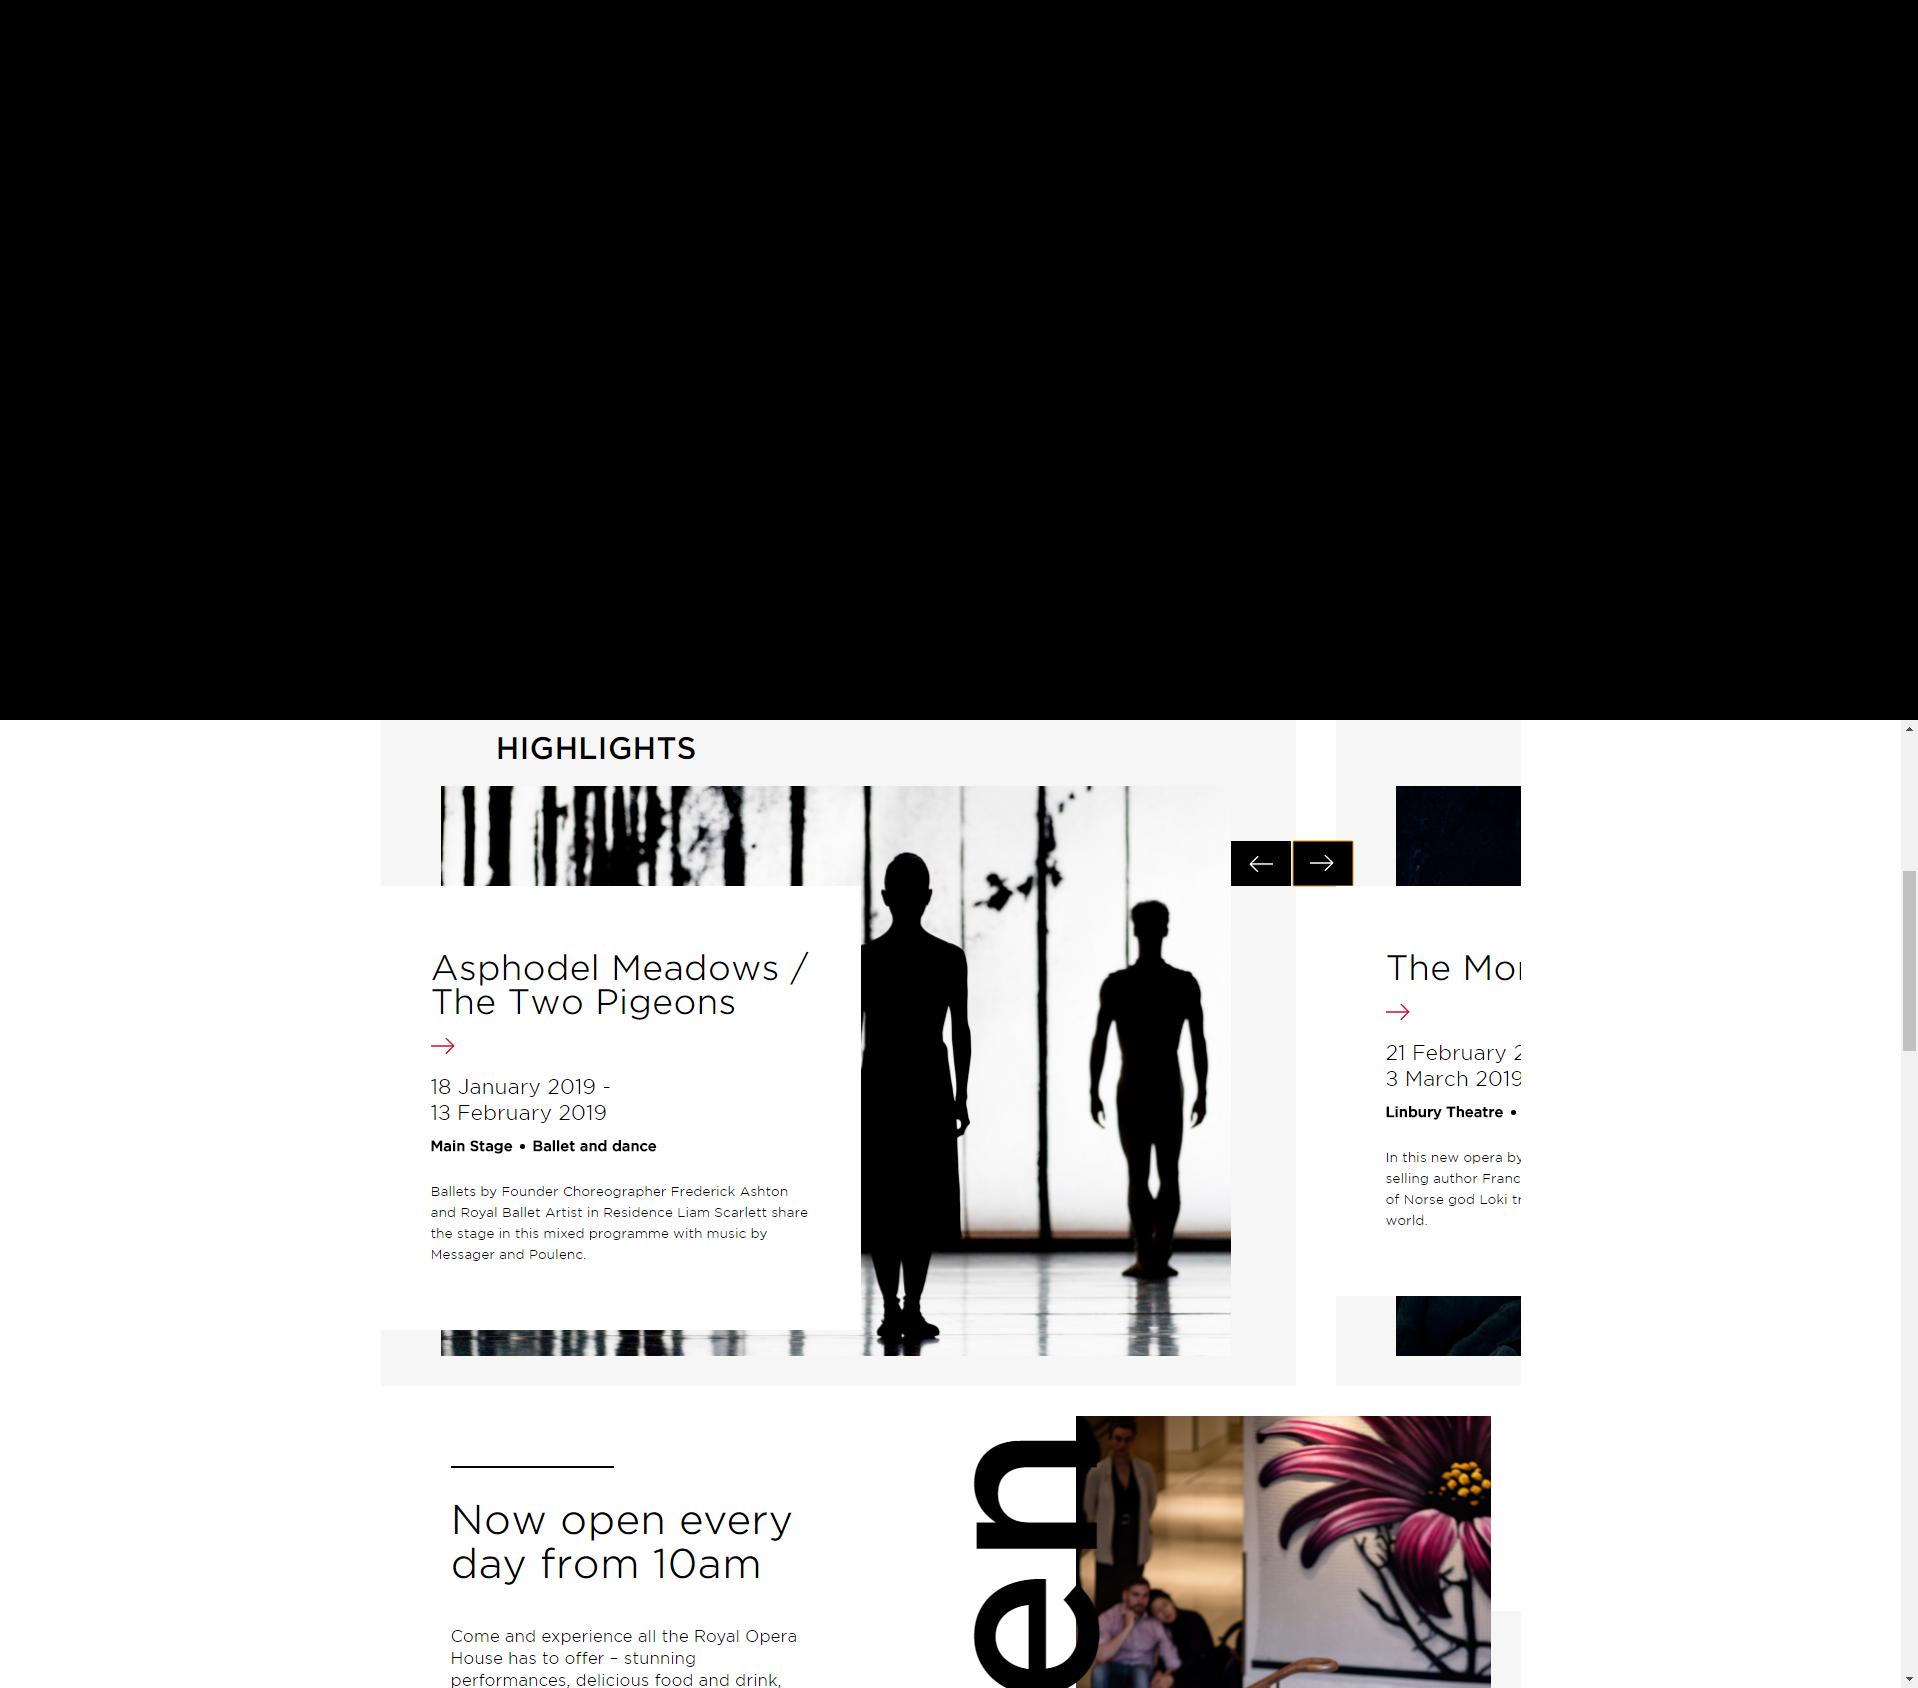 HIGHLIGHTS
Asphodel Meadows /
The Two Pigeons
18 January 2019 -
13 February 2019
Main Stage • Ballet and dance
Ballets by Founder Choreographer Frederick Ashton
and Royal Ballet Artist in Residence Liam Scarlett share
the stage in this mixed programme with music by
Messager and Poulenc.
The Mo
21 February 2
3 March 2019
Linbury Theatre •
In this new opera by
selling author Franc
of Norse god Loki tr
world.
Now open every
day from 10am
Come and experience all the Royal Opera
House has to offer – stunning
performances, delicious food and drink,
en